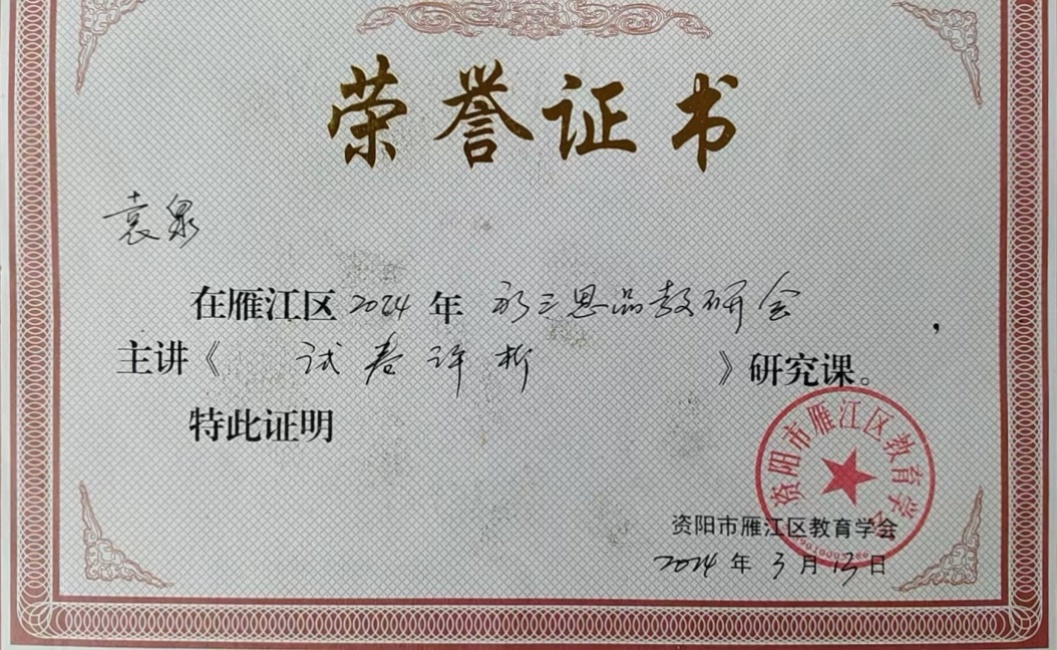 荣誉证书
袁泉
在雁江区2024年初三思品教研会，
主讲《试卷评析》研究课。
特此证明
资阳市雁江区教育学会
资阳市雁江区教育学会
2024年3月13日